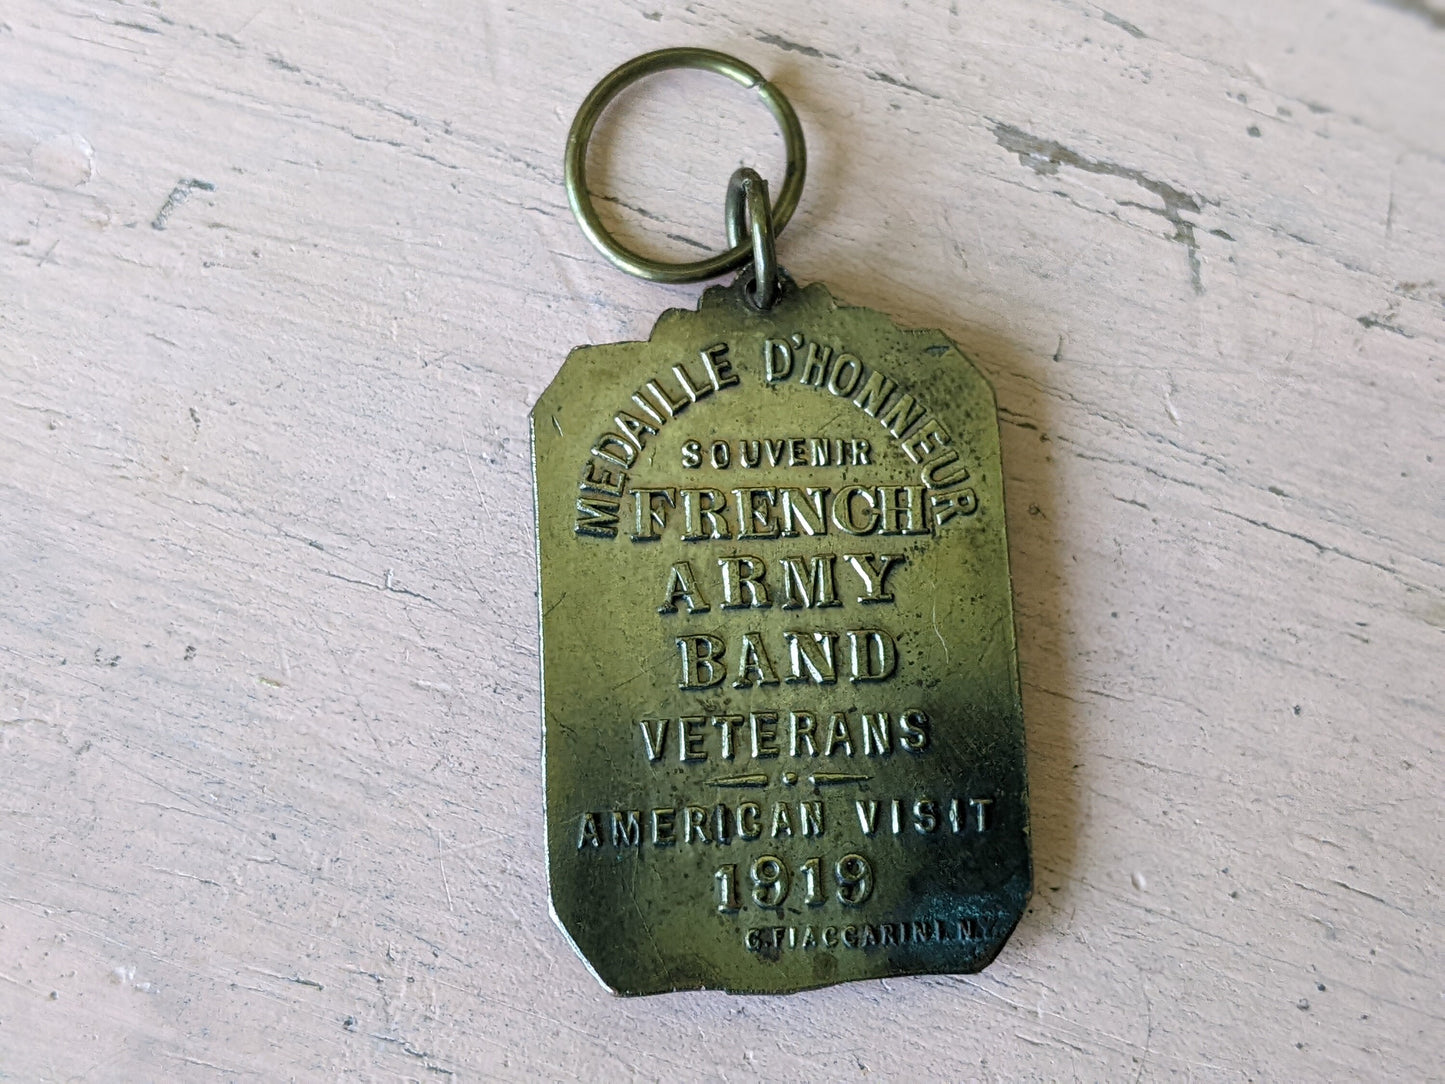 MEDAILLE D'HONNEUR
SOUVENIR
FRENCH
ARMY
BAND
VETERANS
AMERICAN VISIT
1919
C. FIACCARINI. N.Y.